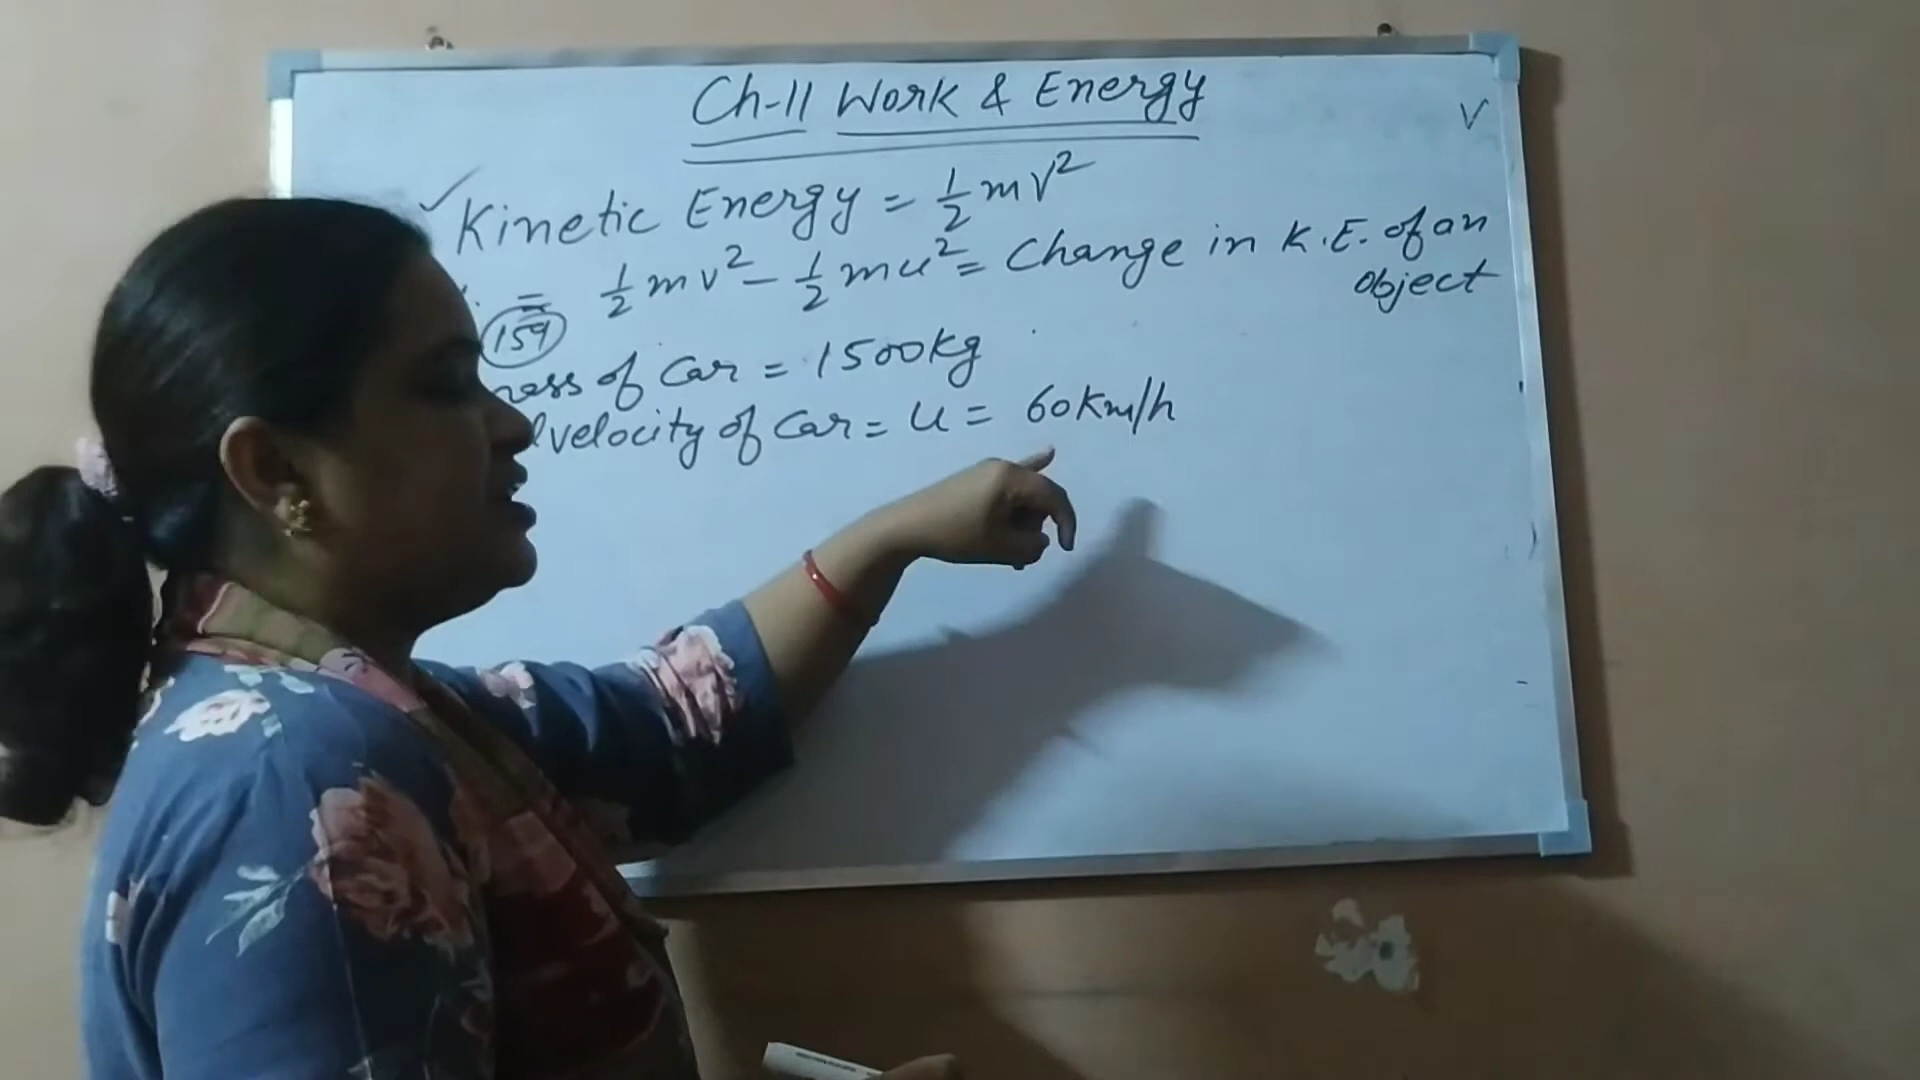 Ch-11 Work & Energy
V
✓ Kinetic Energy = ½ mv²
= ½ mv² - ½ mu² = Change in K.E. of an
object
159
mass of Car = 1500kg
velocity of Car = u = 60km/h